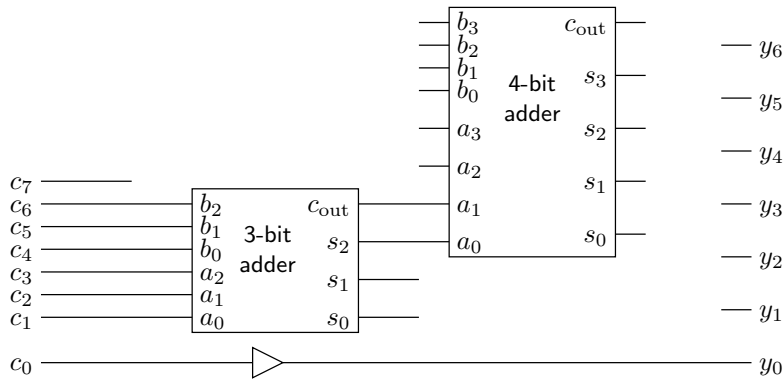 b₃ c_out
b₂ y₆
b₁ s₃
b₀ 4-bit y₅
adder
a₃ s₂
y₄
a₂
c₇ s₁
c₆ b₂ c_out a₁ y₃
c₅ b₁ 3-bit s₀
c₄ b₀ adder s₂ a₀
c₃ a₂ y₂
c₂ a₁ s₁
c₁ a₀ s₀ y₁
c₀ y₀